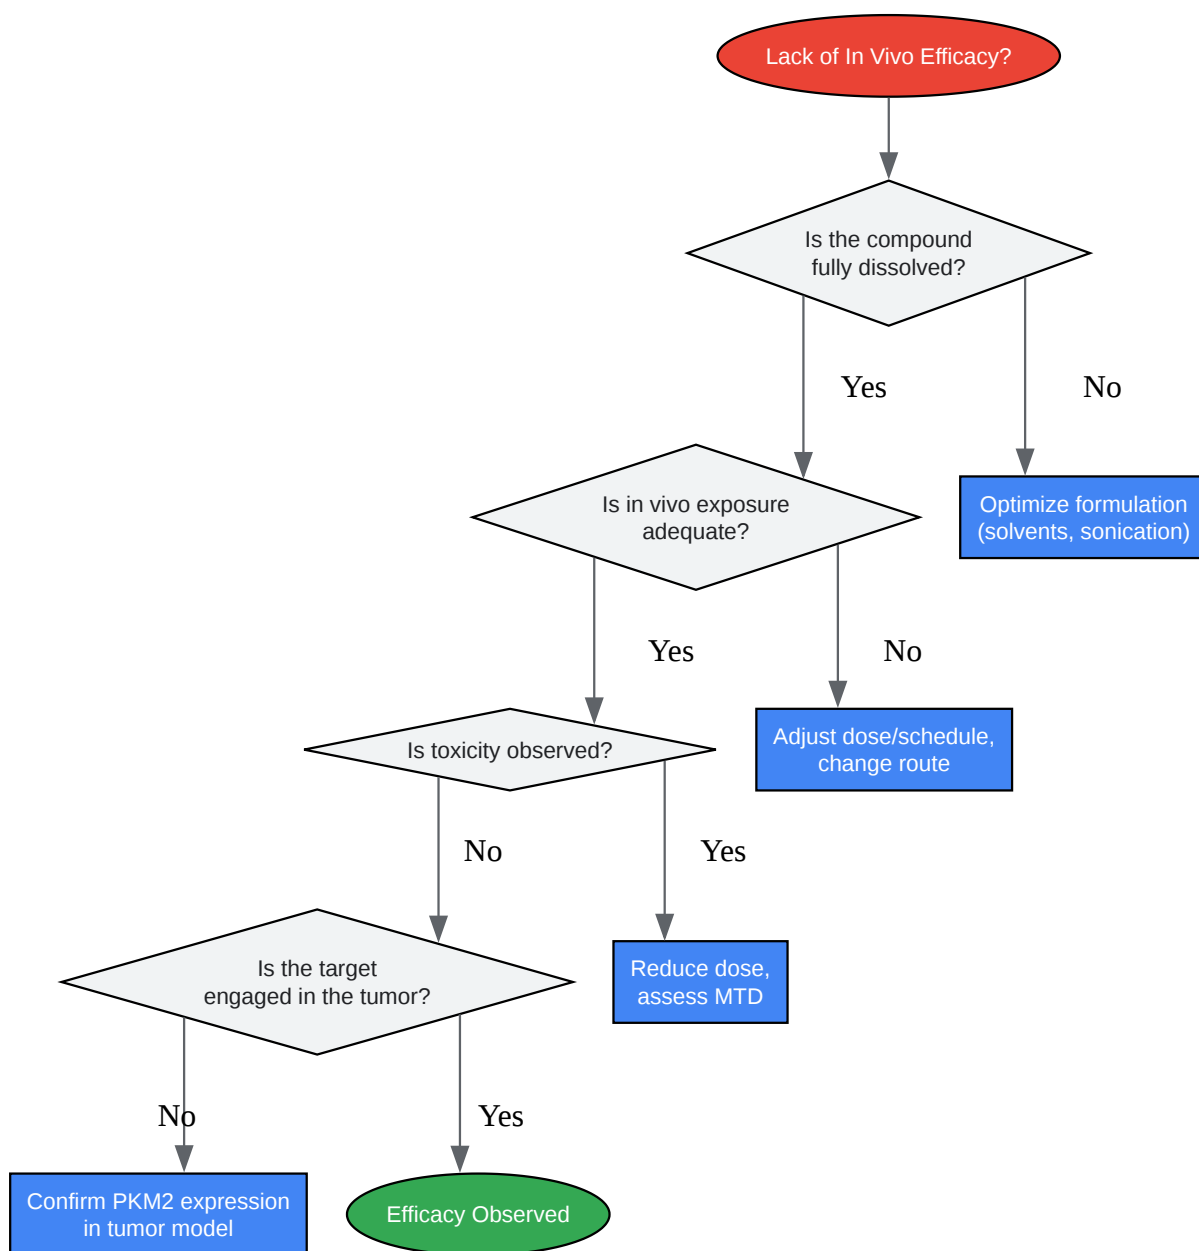 Lack of In Vivo Efficacy?
Is the compound
fully dissolved?
Yes
No
Is in vivo exposure
adequate?
Optimize formulation
(solvents, sonication)
Yes
No
Is toxicity observed?
Adjust dose/schedule,
change route
No
Yes
Is the target
engaged in the tumor?
Reduce dose,
assess MTD
No
Yes
Confirm PKM2 expression
in tumor model
Efficacy Observed